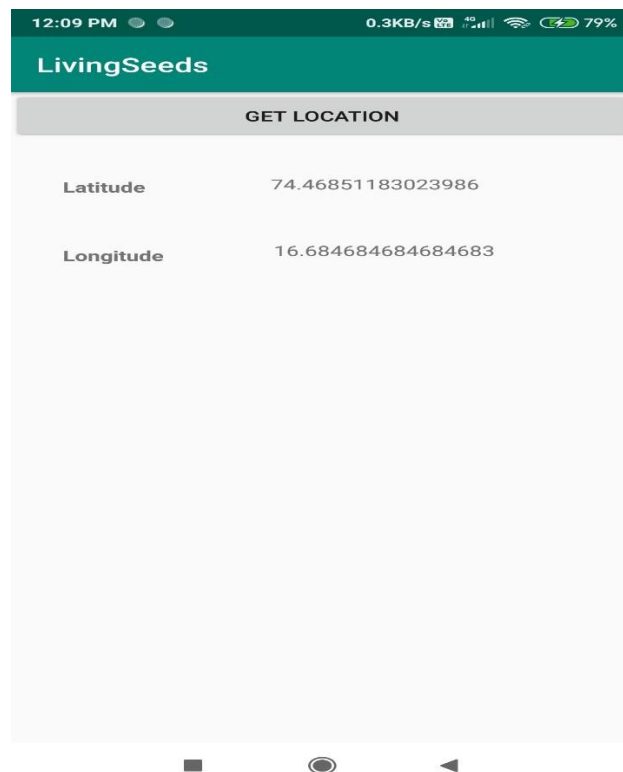 12:09 PM 0.3KB/s 4G 79%
LivingSeeds
GET LOCATION
Latitude 74.46851183023986
Longitude 16.684684684684683